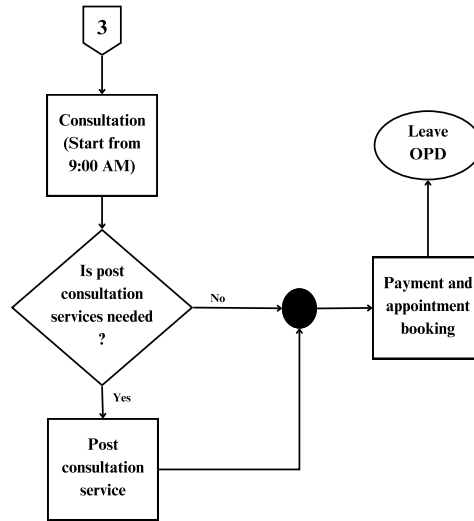 3
Consultation
(Start from
9:00 AM)
Leave
OPD
Is post
consultation
services needed
?
No
Payment and
appointment
booking
Yes
Post
consultation
service